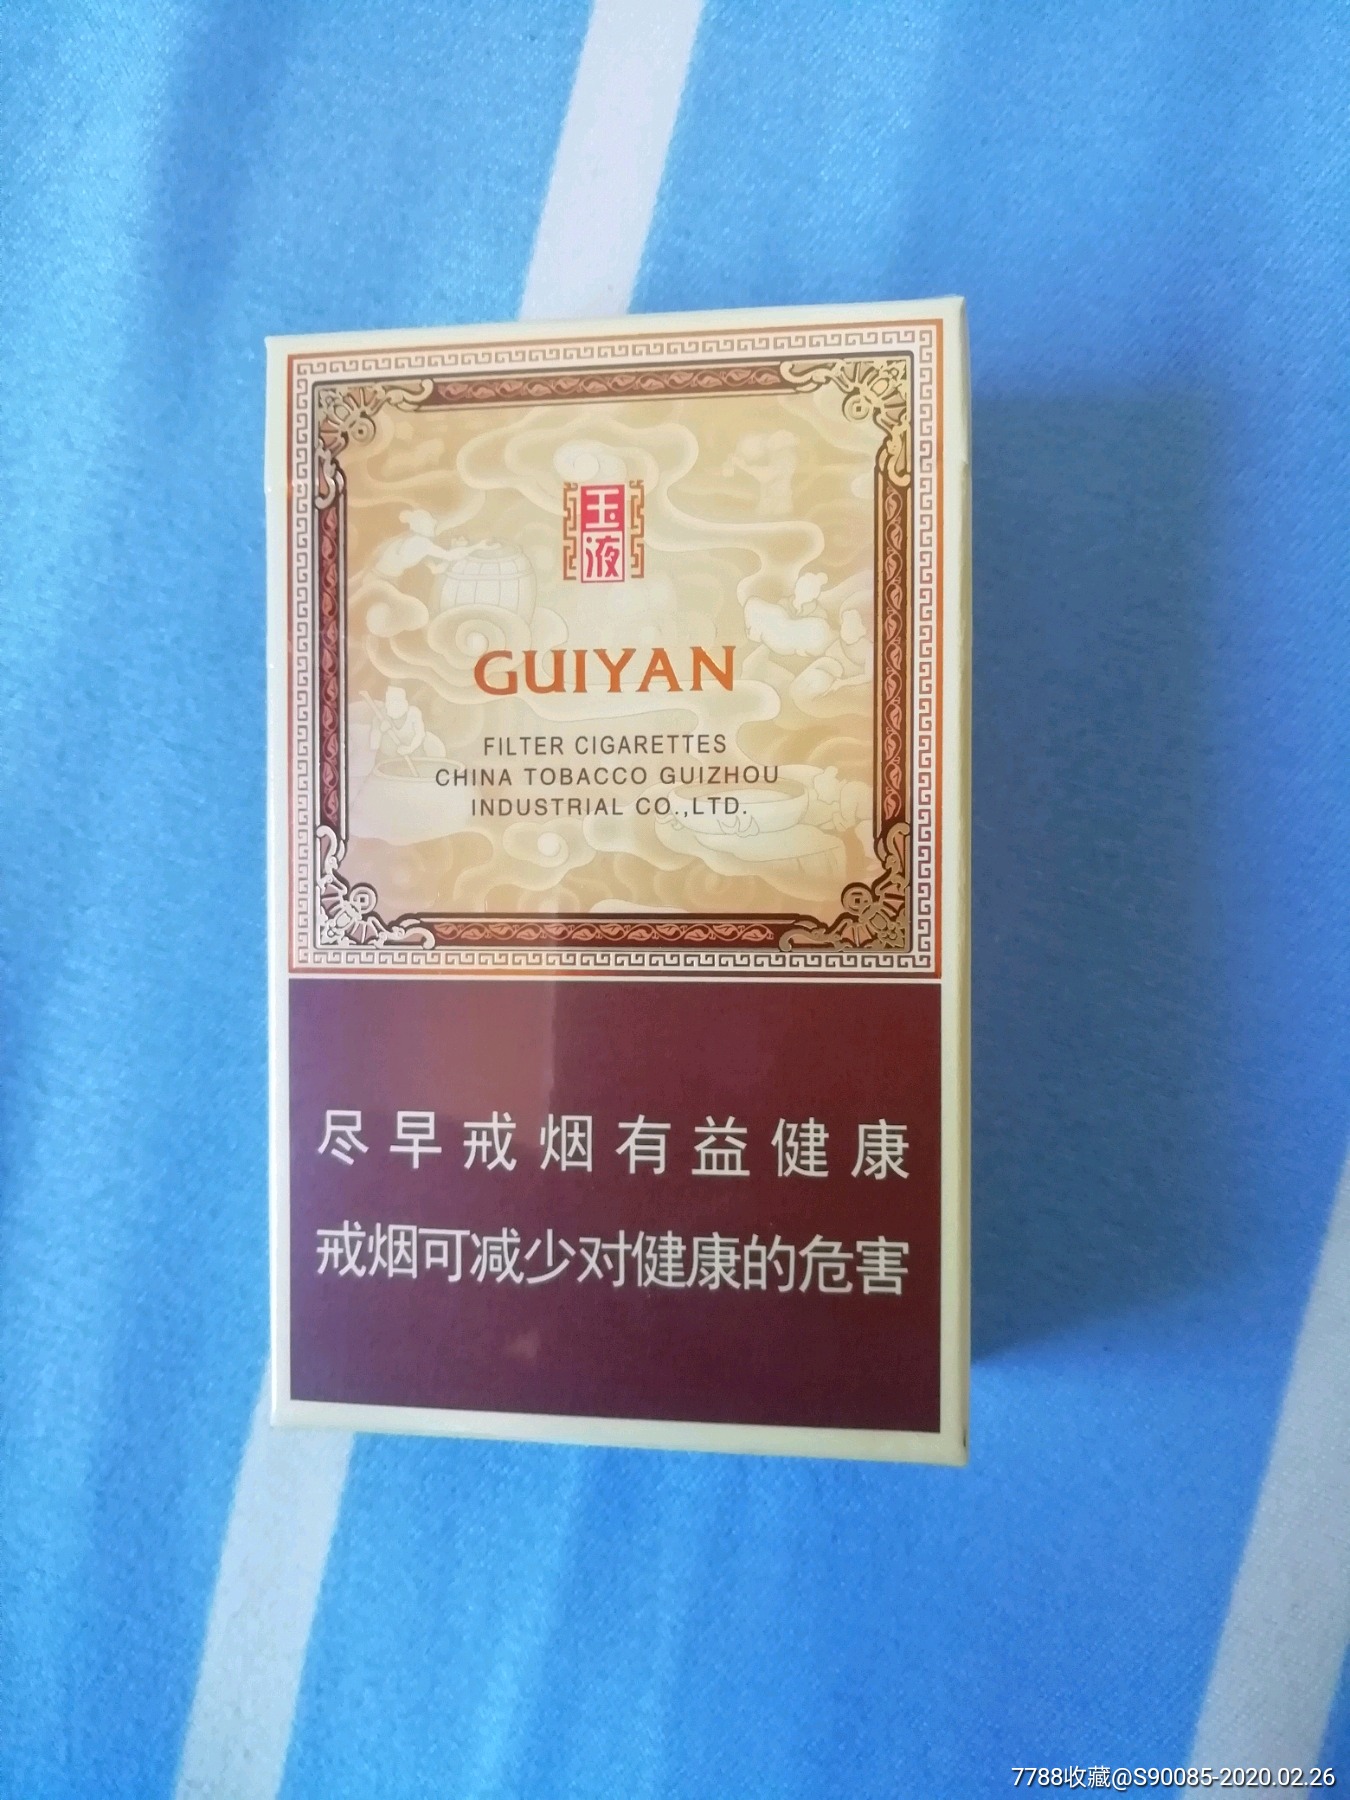 玉
液
GUIYAN
FILTER CIGARETTES
CHINA TOBACCO GUIZHOU
INDUSTRIAL CO.,LTD.
尽早戒烟有益健康
戒烟可减少对健康的危害
7788收藏@S90085-2020.02.26